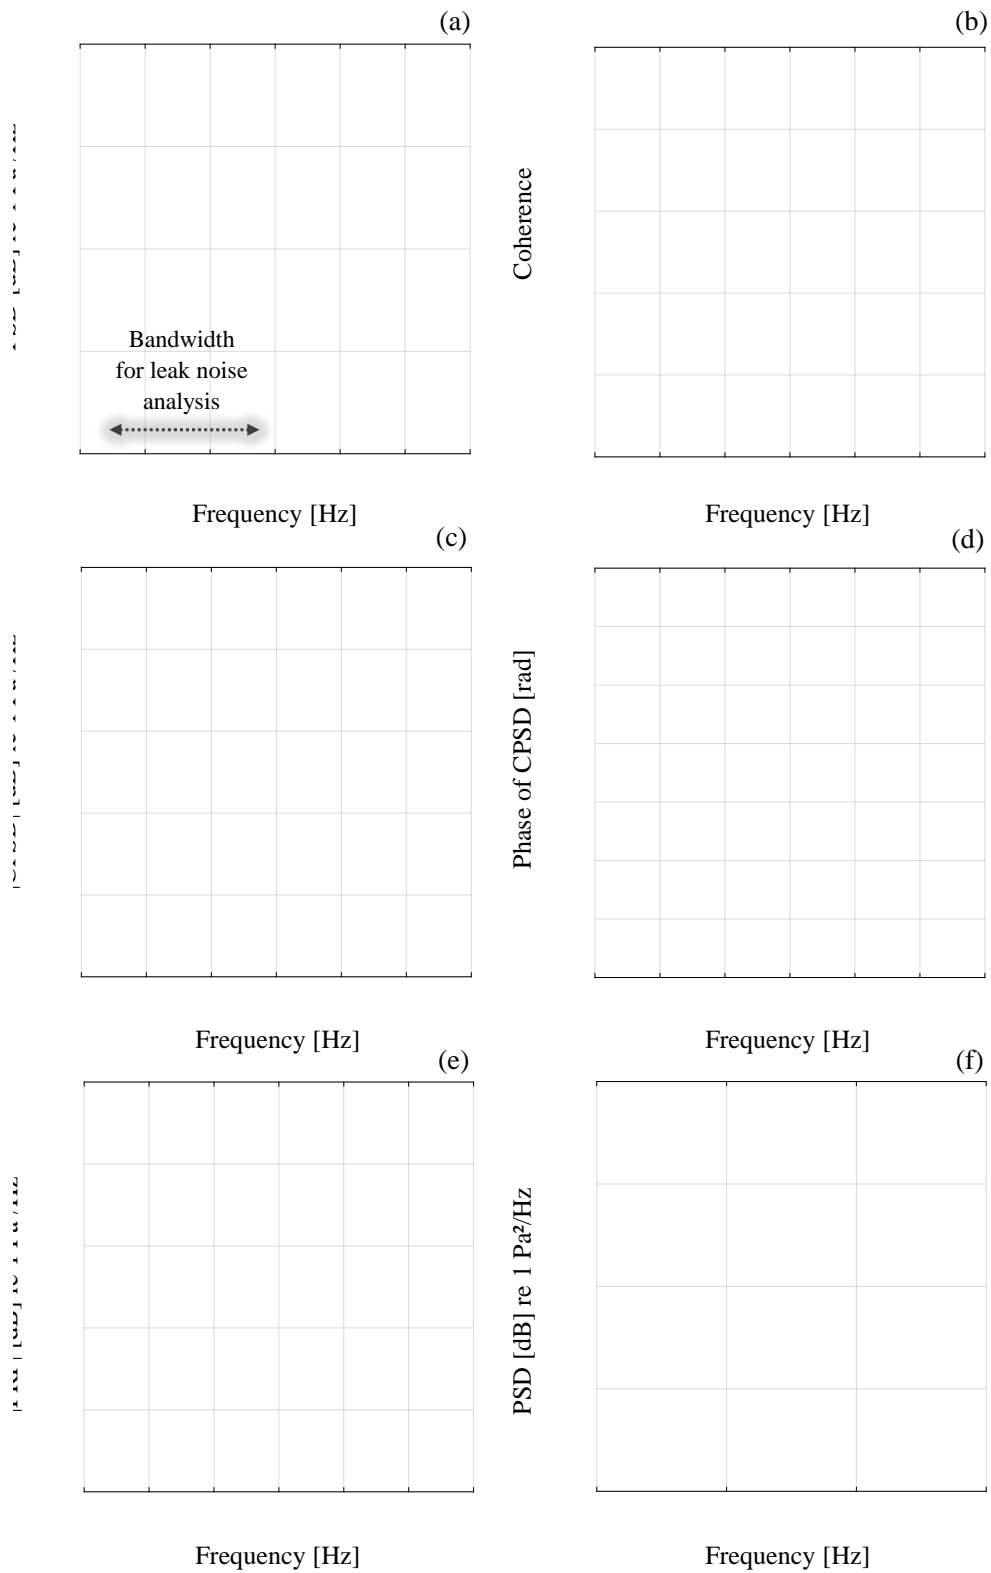 (a)
(b)
Coherence
Bandwidth
for leak noise
analysis
Frequency [Hz]
Frequency [Hz]
(c)
(d)
Phase of CPSD [rad]
Frequency [Hz]
Frequency [Hz]
(e)
(f)
PSD [dB] re 1 Pa²/Hz
Frequency [Hz]
Frequency [Hz]